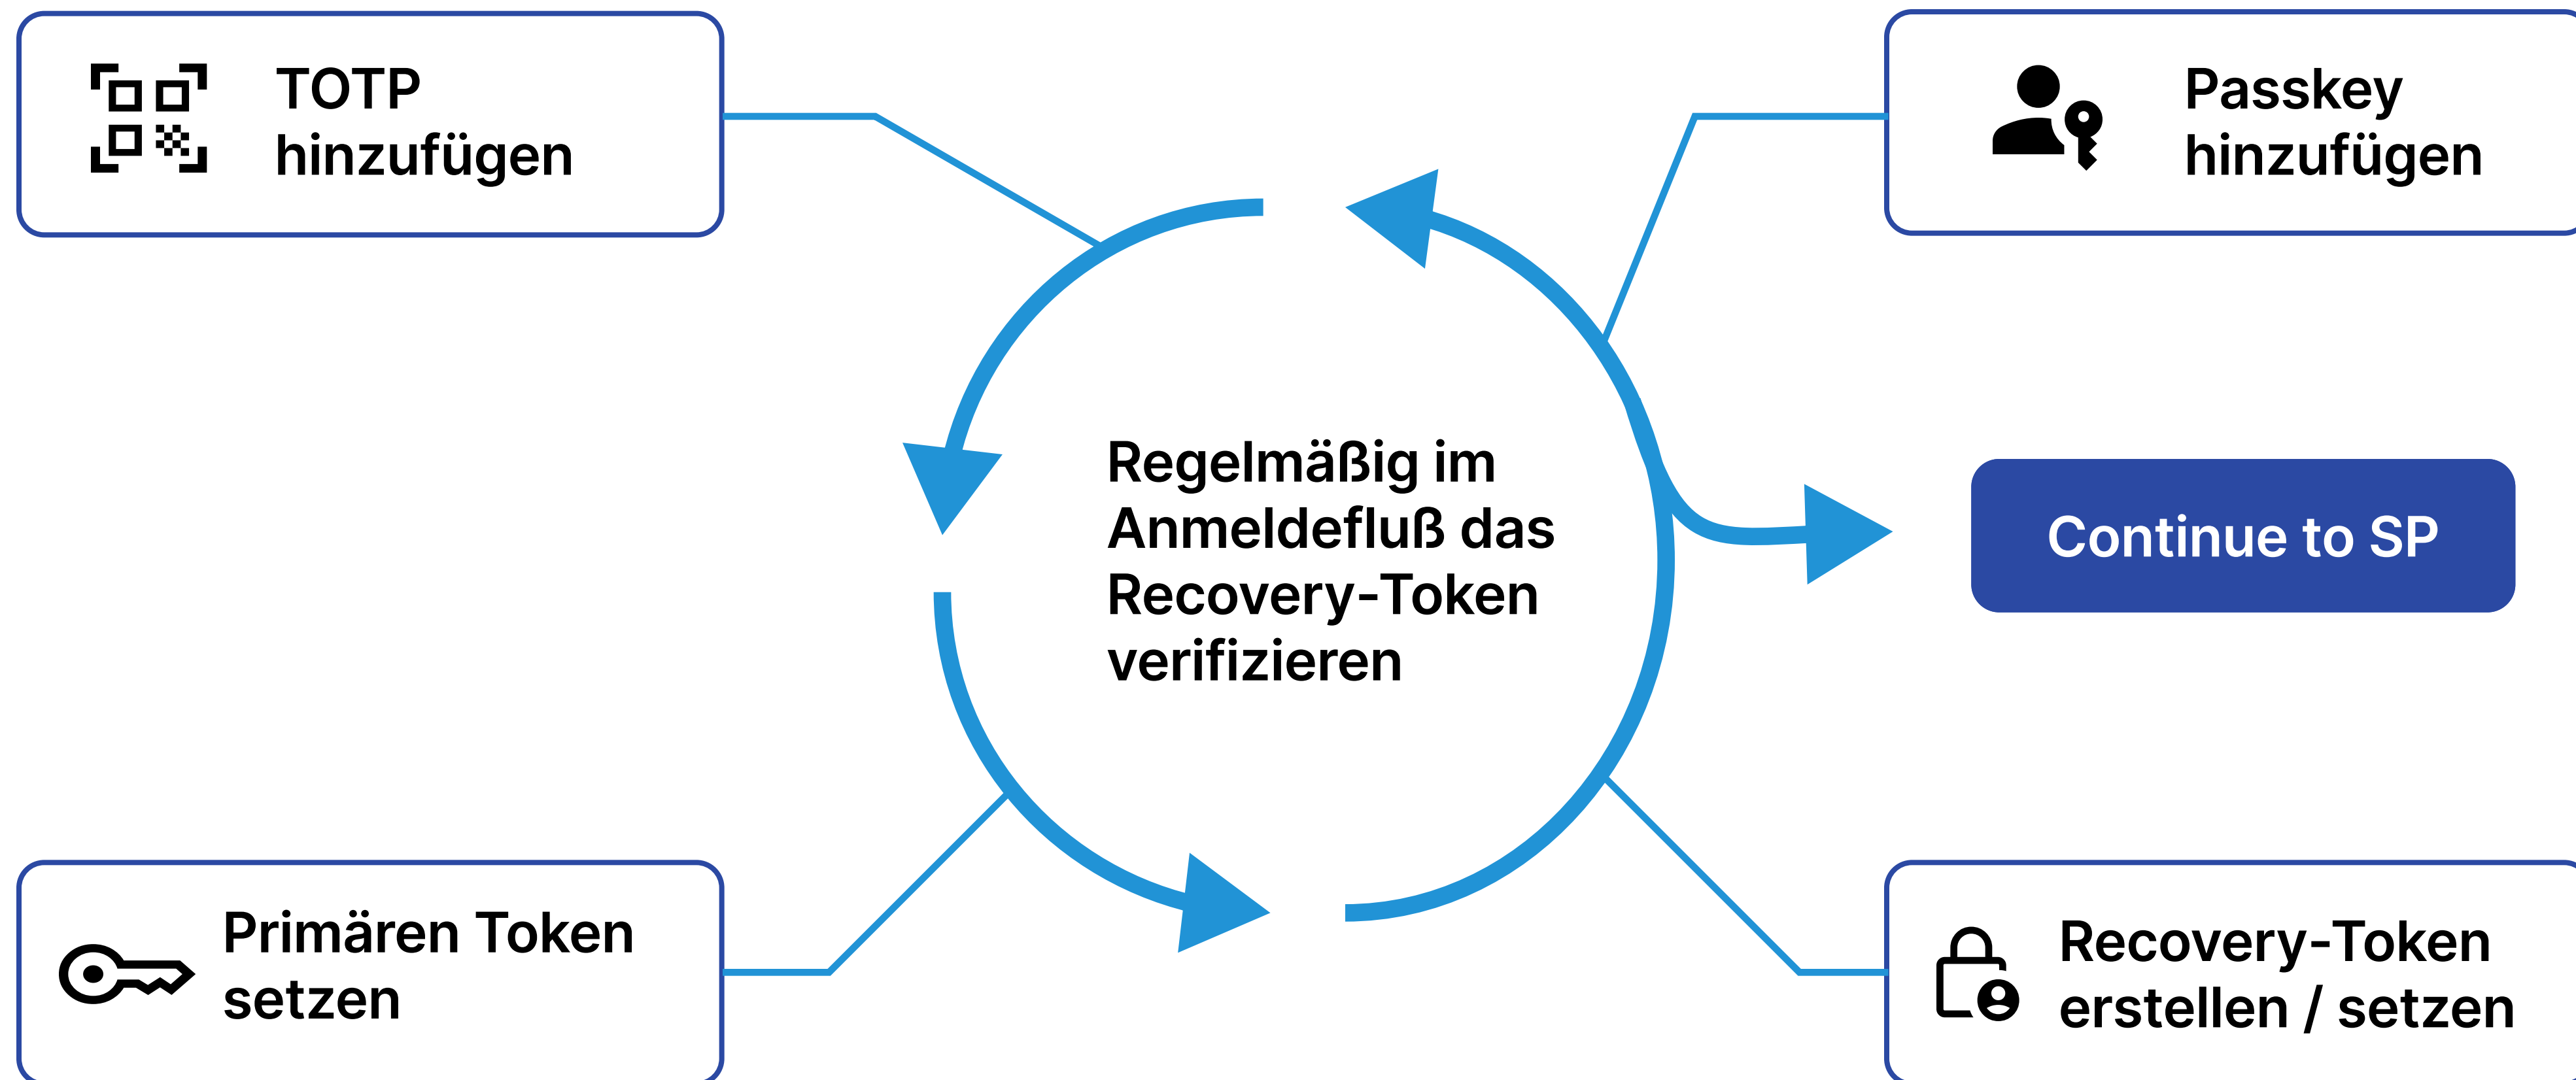 TOTP
hinzufügen
Passkey
hinzufügen
Regelmäßig im
Anmeldefluß das
Recovery-Token
verifizieren
Continue to SP
Primären Token
setzen
Recovery-Token
erstellen / setzen